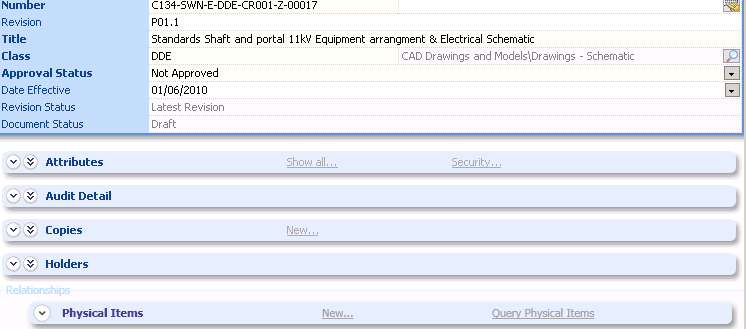 Number C134-SWN-E-DDE-CR001-Z-00017
Revision P01.1
Title Standards Shaft and portal 11kV Equipment arrangment & Electrical Schematic
Class DDE CAD Drawings and Models\Drawings - Schematic
Approval Status Not Approved
Date Effective 01/06/2010
Revision Status Latest Revision
Document Status Draft
Attributes Show all... Security...
Audit Detail
Copies New...
Holders
Relationships
Physical Items New... Query Physical Items